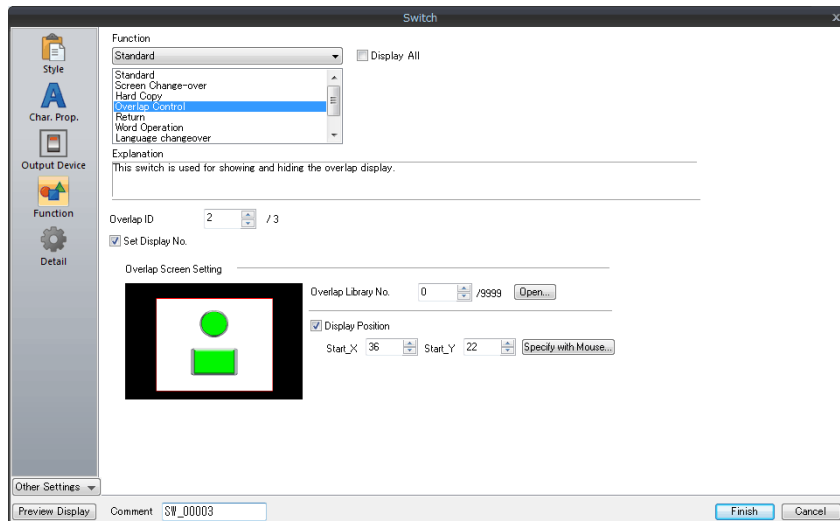 Switch
x
Style
Char. Prop.
Output Device
Function
Detail
Other Settings
Preview Display
Function
Standard
Display All
Standard
Screen Change-over
Hard Copy
Overlap Control
Return
Word Operation
Language changeover
Explanation
This switch is used for showing and hiding the overlap display.
Overlap ID 2 / 3
Set Display No.
Overlap Screen Setting
Overlap Library No. 0 /9999 Open...
Display Position
Start_X 36 Start_Y 22 Specify with Mouse...
Comment SW_00003
Finish Cancel